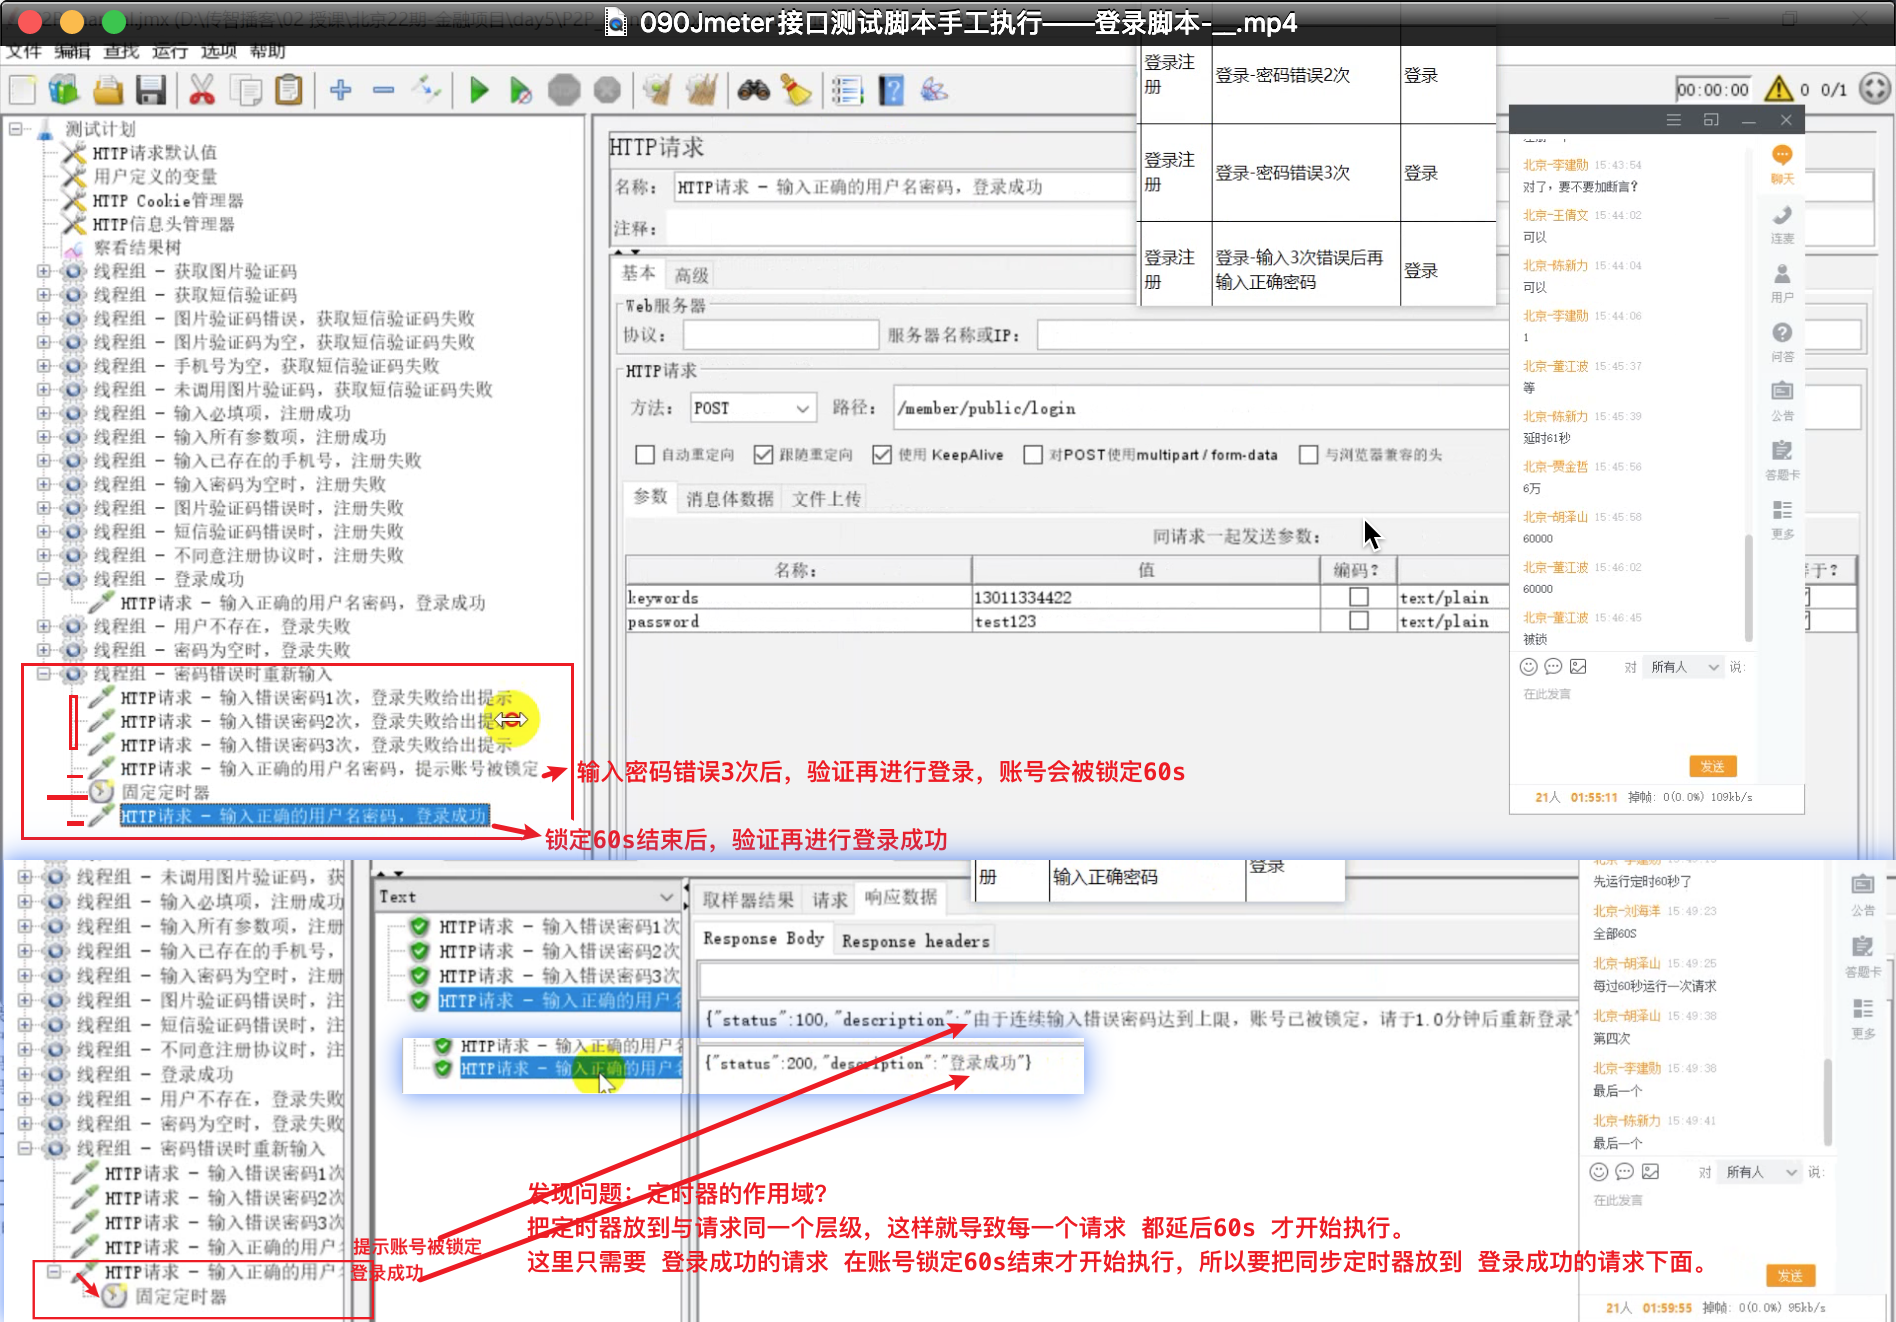 090Jmeter接口测试脚本手工执行——登录脚本-__.mp4
文件 编辑 查找 运行 选项 帮助
00:00:00 0 0/1
登录注册 登录-密码错误2次 登录
登录注册 登录-密码错误3次 登录
登录注册 登录-输入3次错误后再输入正确密码 登录
测试计划
HTTP请求默认值
用户定义的变量
HTTP Cookie管理器
HTTP信息头管理器
察看结果树
线程组 - 获取图片验证码
线程组 - 获取短信验证码
线程组 - 图片验证码错误，获取短信验证码失败
线程组 - 图片验证码为空，获取短信验证码失败
线程组 - 手机号为空，获取短信验证码失败
线程组 - 未调用图片验证码，获取短信验证码失败
线程组 - 输入必填项，注册成功
线程组 - 输入所有参数项，注册成功
线程组 - 输入已存在的手机号，注册失败
线程组 - 输入密码为空时，注册失败
线程组 - 图片验证码错误时，注册失败
线程组 - 短信验证码错误时，注册失败
线程组 - 不同意注册协议时，注册失败
线程组 - 登录成功
HTTP请求 - 输入正确的用户名密码，登录成功
线程组 - 用户不存在，登录失败
线程组 - 密码为空时，登录失败
线程组 - 密码错误时重新输入
HTTP请求 - 输入错误密码1次，登录失败给出提示
HTTP请求 - 输入错误密码2次，登录失败给出提
HTTP请求 - 输入错误密码3次，登录失败给出提示
HTTP请求 - 输入正确的用户名密码，提示账号被锁定
固定定时器
HTTP请求 - 输入正确的用户名密码，登录成功
输入密码错误3次后，验证再进行登录，账号会被锁定60s
锁定60s结束后，验证再进行登录成功
HTTP请求
名称： HTTP请求 - 输入正确的用户名密码，登录成功
注释：
基本 高级
Web服务器
协议： 服务器名称或IP：
HTTP请求
方法： POST 路径： /member/public/login
自动重定向 跟随重定向 使用 KeepAlive 对POST使用multipart / form-data 与浏览器兼容的头
参数 消息体数据 文件上传
同请求一起发送参数：
名称： 值 编码？ 等于？
keywords 13011334422 text/plain
password test123 text/plain
北京-李建勋 15:43:54
对了，要不要加断言？
北京-王倩文 15:44:02
可以
北京-陈新力 15:44:04
可以
北京-李建勋 15:44:06
1
北京-董江波 15:45:37
等
北京-陈新力 15:45:39
延时61秒
北京-贾金哲 15:45:56
6万
北京-胡泽山 15:45:58
60000
北京-董江波 15:46:02
60000
北京-董江波 15:46:45
被锁
对 所有人 说:
在此发言
发送
21人 01:55:11 掉帧: 0(0.0%) 109kb/s
聊天
连麦
用户
问答
公告
答题卡
更多
线程组 - 未调用图片验证码，获
线程组 - 输入必填项，注册成功
线程组 - 输入所有参数项，注册
线程组 - 输入已存在的手机号，
线程组 - 输入密码为空时，注册
线程组 - 图片验证码错误时，注
线程组 - 短信验证码错误时，注
线程组 - 不同意注册协议时，注
线程组 - 登录成功
线程组 - 用户不存在，登录失败
线程组 - 密码为空时，登录失败
线程组 - 密码错误时重新输入
HTTP请求 - 输入错误密码1次
HTTP请求 - 输入错误密码2次
HTTP请求 - 输入错误密码3次
HTTP请求 - 输入正确的用户
HTTP请求 - 输入正确的用户
固定定时器
提示账号被锁定
登录成功
Text
HTTP请求 - 输入错误密码1次
HTTP请求 - 输入错误密码2次
HTTP请求 - 输入错误密码3次
HTTP请求 - 输入正确的用户名
HTTP请求 - 输入正确的用户名
HTTP请求 - 输入正确的用户名
册 输入正确密码 登录
取样器结果 请求 响应数据
Response Body Response headers
{"status":100,"description":"由于连续输入错误密码达到上限，账号已被锁定，请于1.0分钟后重新登录"
{"status":200,"description":"登录成功"}
发现问题：定时器的作用域？
把定时器放到与请求同一个层级，这样就导致每一个请求 都延后60s 才开始执行。
这里只需要 登录成功的请求 在账号锁定60s结束才开始执行，所以要把同步定时器放到 登录成功的请求下面。
先运行定时60秒了
北京-刘海洋 15:49:23
全部60S
北京-胡泽山 15:49:25
每过60秒运行一次请求
北京-胡泽山 15:49:38
第四次
北京-李建勋 15:49:38
最后一个
北京-陈新力 15:49:41
最后一个
对 所有人 说:
在此发言
发送
21人 01:59:55 掉帧: 0(0.0%) 95kb/s
公告
答题卡
更多